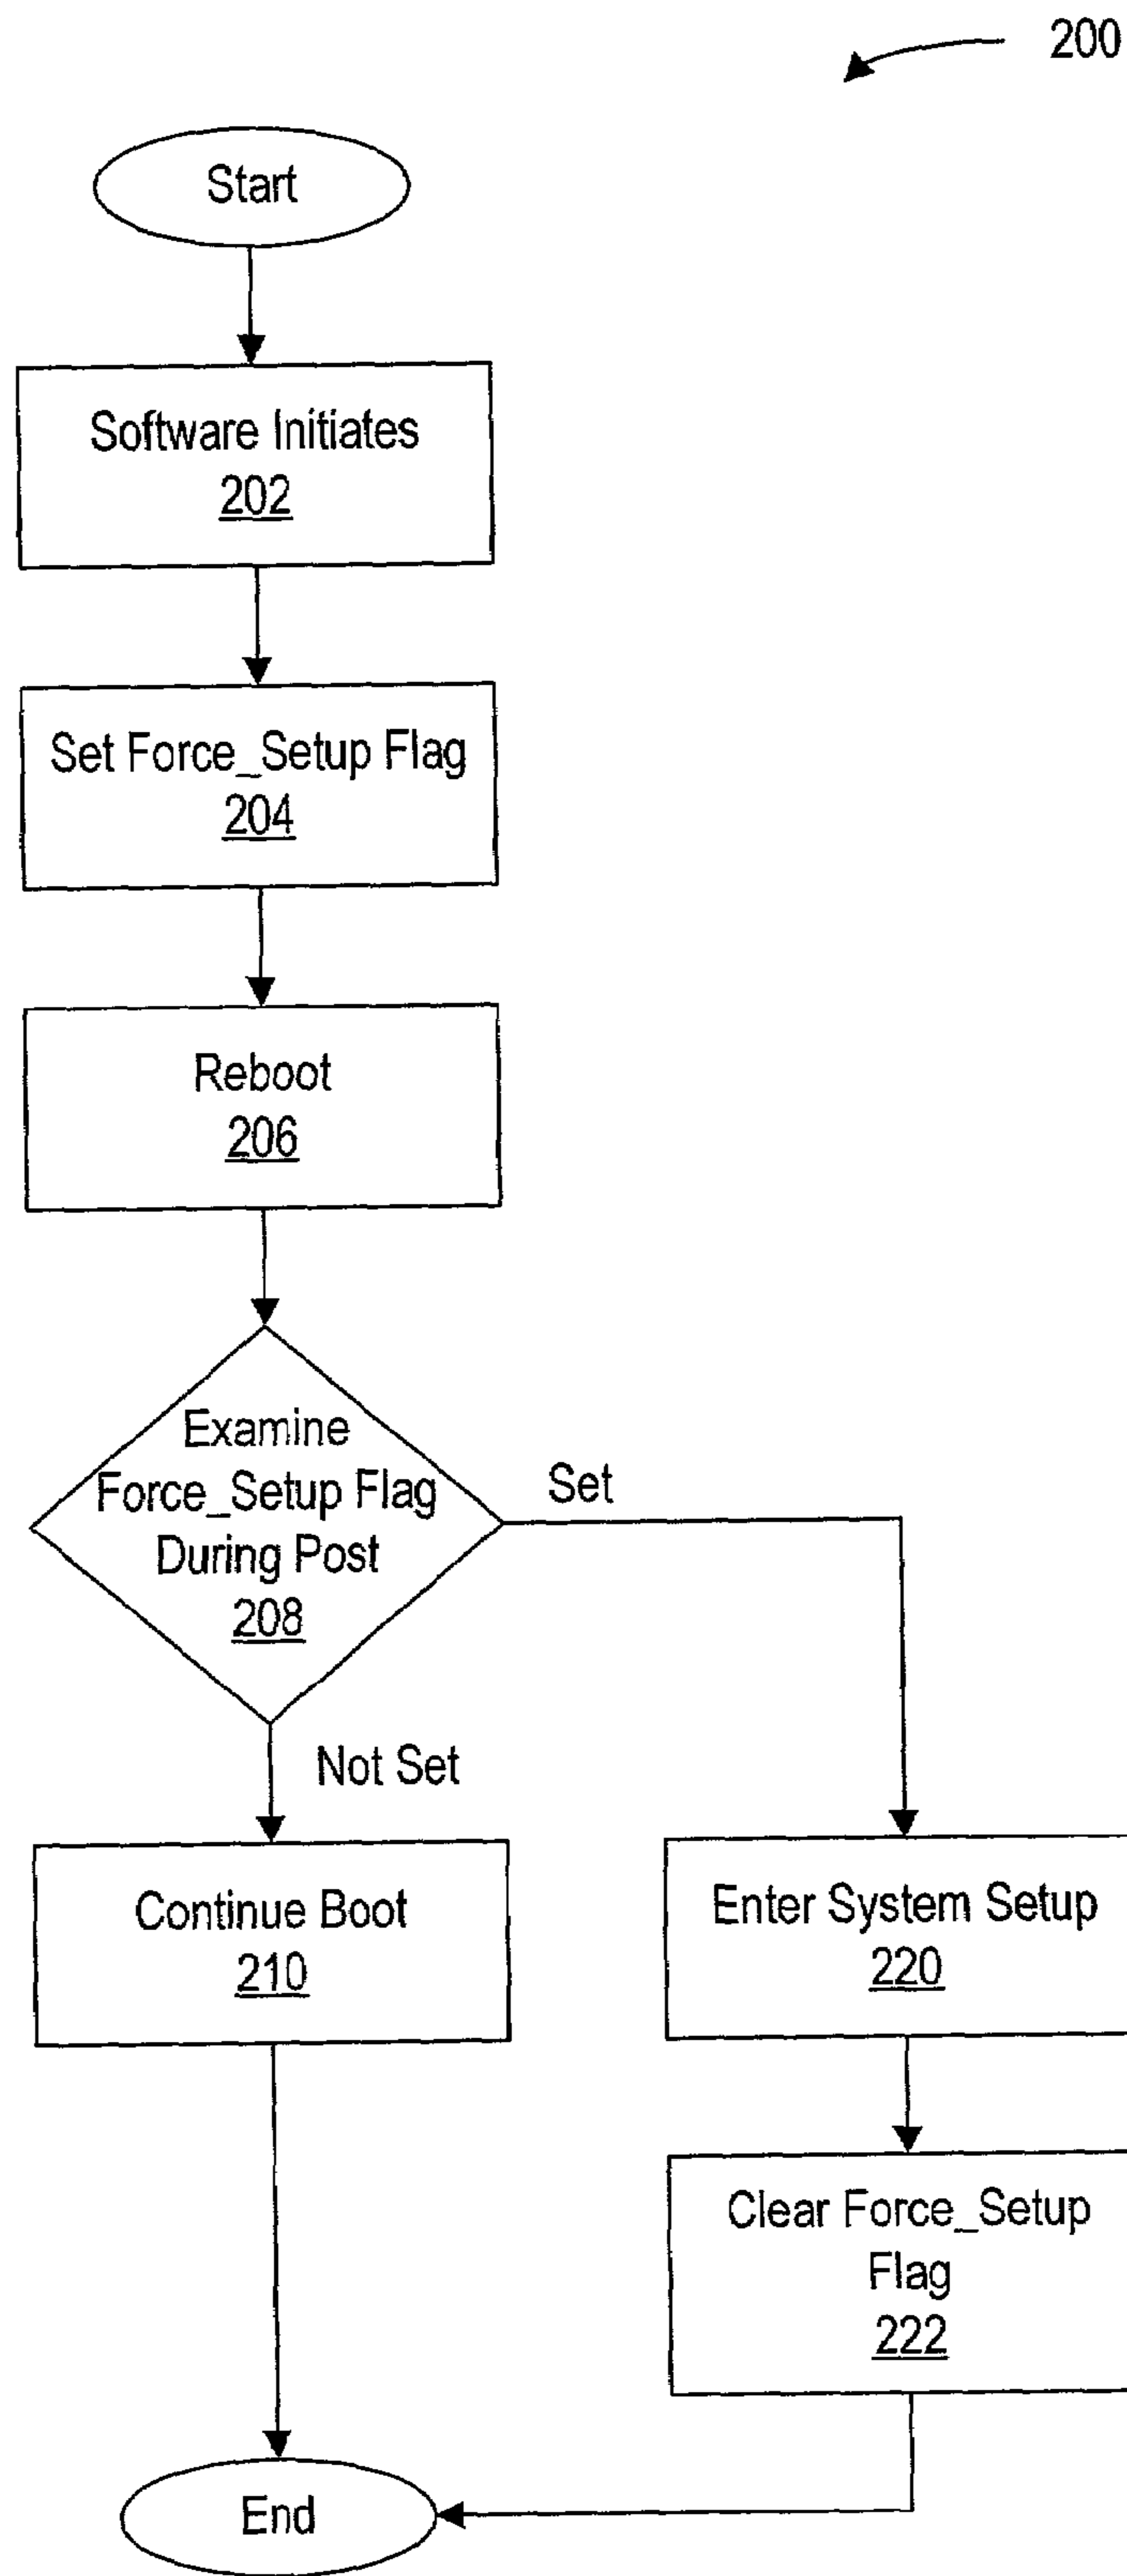 200
Start
Software Initiates
202
Set Force_Setup Flag
204
Reboot
206
Examine
Force_Setup Flag
During Post
208
Set
Not Set
Continue Boot
210
Enter System Setup
220
Clear Force_Setup
Flag
222
End